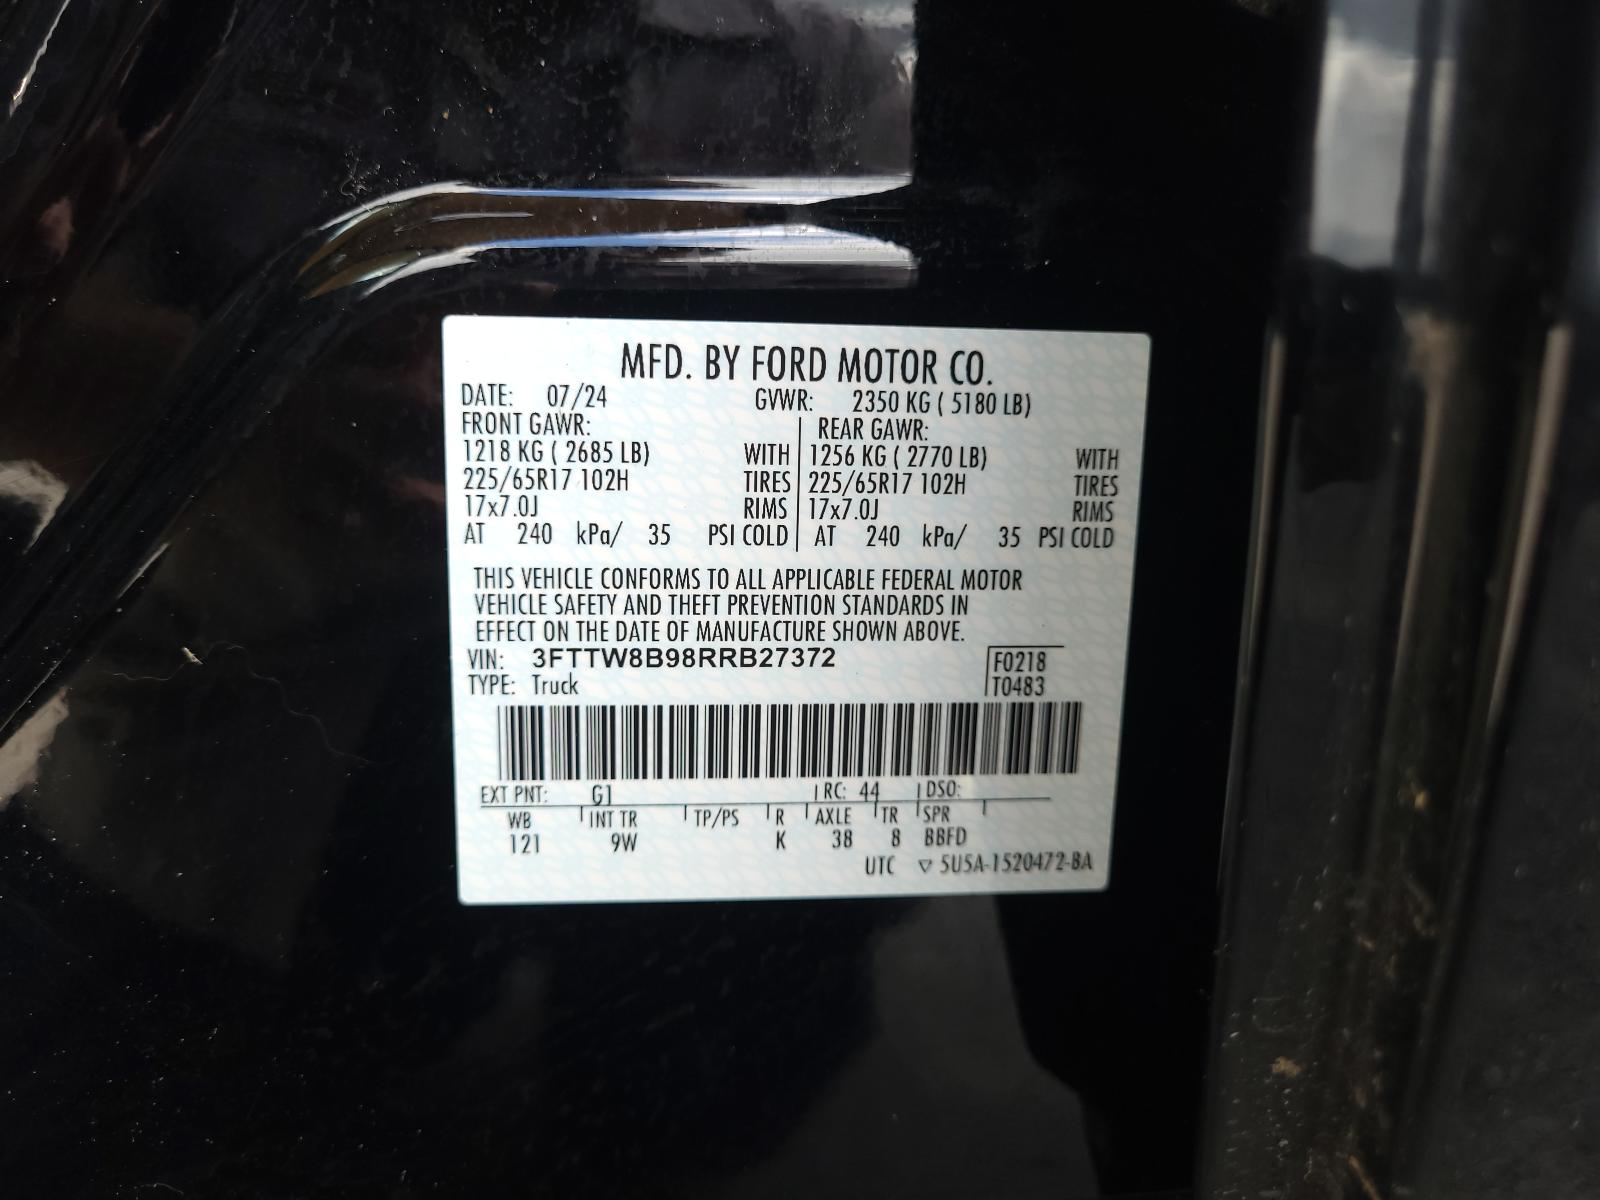 MFD. BY FORD MOTOR CO.
DATE: 07/24 GVWR: 2350 KG ( 5180 LB)
FRONT GAWR: REAR GAWR:
1218 KG ( 2685 LB) WITH 1256 KG ( 2770 LB) WITH
225/65R17 102H TIRES 225/65R17 102H TIRES
17x7.0J RIMS 17x7.0J RIMS
AT 240 kPa/ 35 PSI COLD AT 240 kPa/ 35 PSI COLD
THIS VEHICLE CONFORMS TO ALL APPLICABLE FEDERAL MOTOR
VEHICLE SAFETY AND THEFT PREVENTION STANDARDS IN
EFFECT ON THE DATE OF MANUFACTURE SHOWN ABOVE.
VIN: 3FTTW8B98RRB27372 F0218
TYPE: Truck T0483
EXT PNT: G1 RC: 44 DSO:
WB INT TR TP/PS R AXLE TR SPR
121 9W K 38 8 BBFD
UTC ▽ 5U5A-1520472-BA